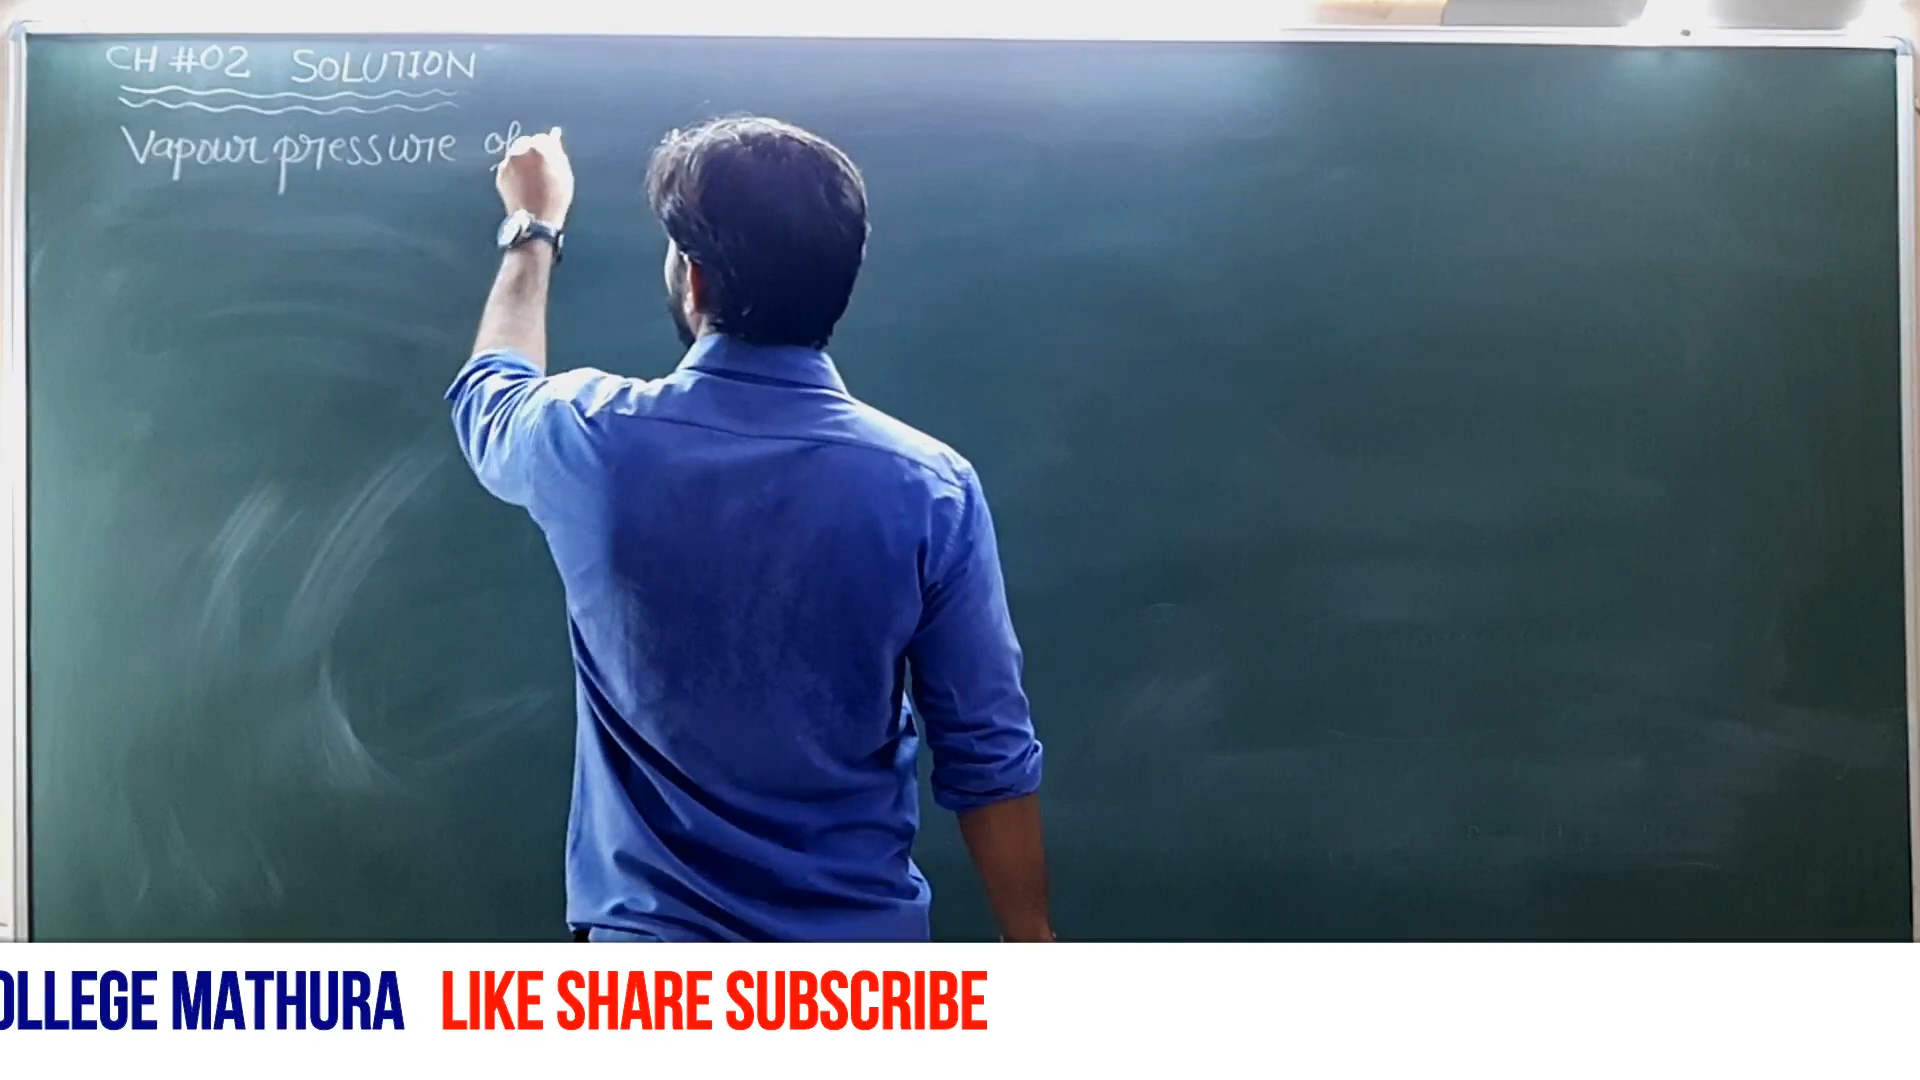 CH #02 SOLUTION
Vapour pressure of
OLLEGE MATHURA LIKE SHARE SUBSCRIBE